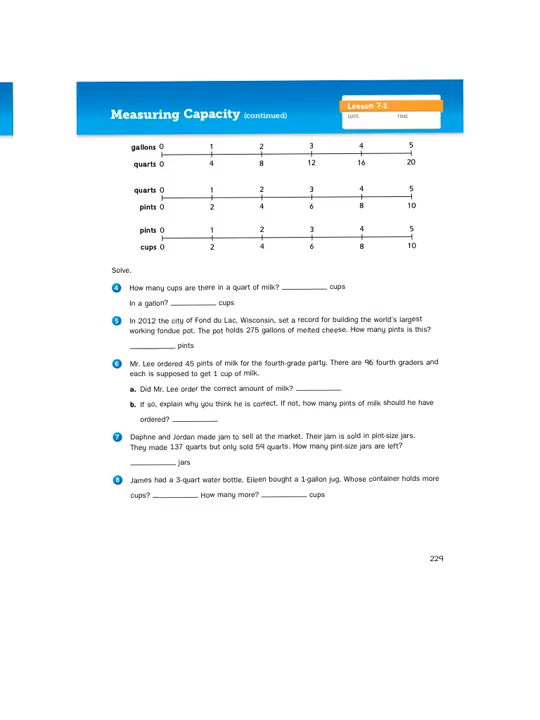 Measuring Capacity (continued)
Lesson 7-1
DATE TIME
gallons 0 1 2 3 4 5
quarts 0 4 8 12 16 20
quarts 0 1 2 3 4 5
pints 0 2 4 6 8 10
pints 0 1 2 3 4 5
cups 0 2 4 6 8 10
Solve.
4 How many cups are there in a quart of milk? __________ cups
In a gallon? __________ cups
5 In 2012 the city of Fond du Lac, Wisconsin, set a record for building the world's largest
working fondue pot. The pot holds 275 gallons of melted cheese. How many pints is this?
__________ pints
6 Mr. Lee ordered 45 pints of milk for the fourth-grade party. There are 96 fourth graders and
each is supposed to get 1 cup of milk.
a. Did Mr. Lee order the correct amount of milk? __________
b. If so, explain why you think he is correct. If not, how many pints of milk should he have
ordered? __________
7 Daphne and Jordan made jam to sell at the market. Their jam is sold in pint-size jars.
They made 137 quarts but only sold 59 quarts. How many pint-size jars are left?
__________ jars
8 James had a 3-quart water bottle. Eileen bought a 1-gallon jug. Whose container holds more
cups? __________ How many more? __________ cups
229